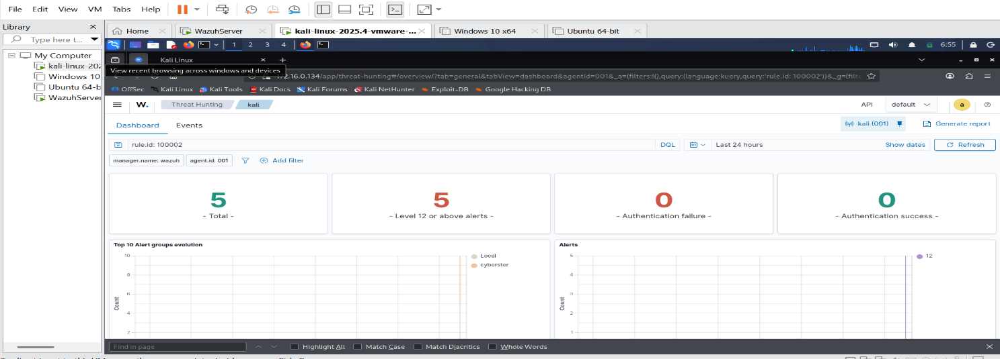 File Edit View VM Tabs Help
Library
Type here t...
My Computer
kali-linux-202
Windows 10
Ubuntu 64-b
WazuhServer
Home WazuhServer kali-linux-2025.4-vmware-... Windows 10 x64 Ubuntu 64-bit
1 2 3 4 6:55
Kali Linux
View recent browsing across windows and devices
72.16.0.134/app/threat-hunting#/overview/?tab=general&tabView=dashboard&agentId=001&_a=(filters:!(),query:(language:kuery,query:'rule.id: 100002'))&_g=(filte
OffSec Kali Linux Kali Tools Kali Docs Kali Forums Kali NetHunter Exploit-DB Google Hacking DB
W. Threat Hunting kali API default a
Dashboard Events kali (001) Generate report
rule.id: 100002 DQL Last 24 hours Show dates Refresh
manager.name: wazuh agent.id: 001 Add filter
5 5 0 0
- Total - - Level 12 or above alerts - - Authentication failure - - Authentication success -
Top 10 Alert groups evolution
10
8
6
4
2
Count
Local
cyberster
Alerts
5
4
3
2
1
Count
12
Find in page Highlight All Match Case Match Diacritics Whole Words